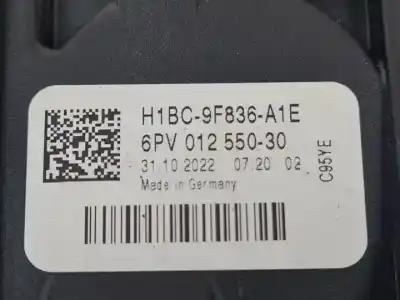 H1BC-9F836-A1E
6PV 012 550-30
31.10.2022 07.20 02
Made in Germany
C95YE